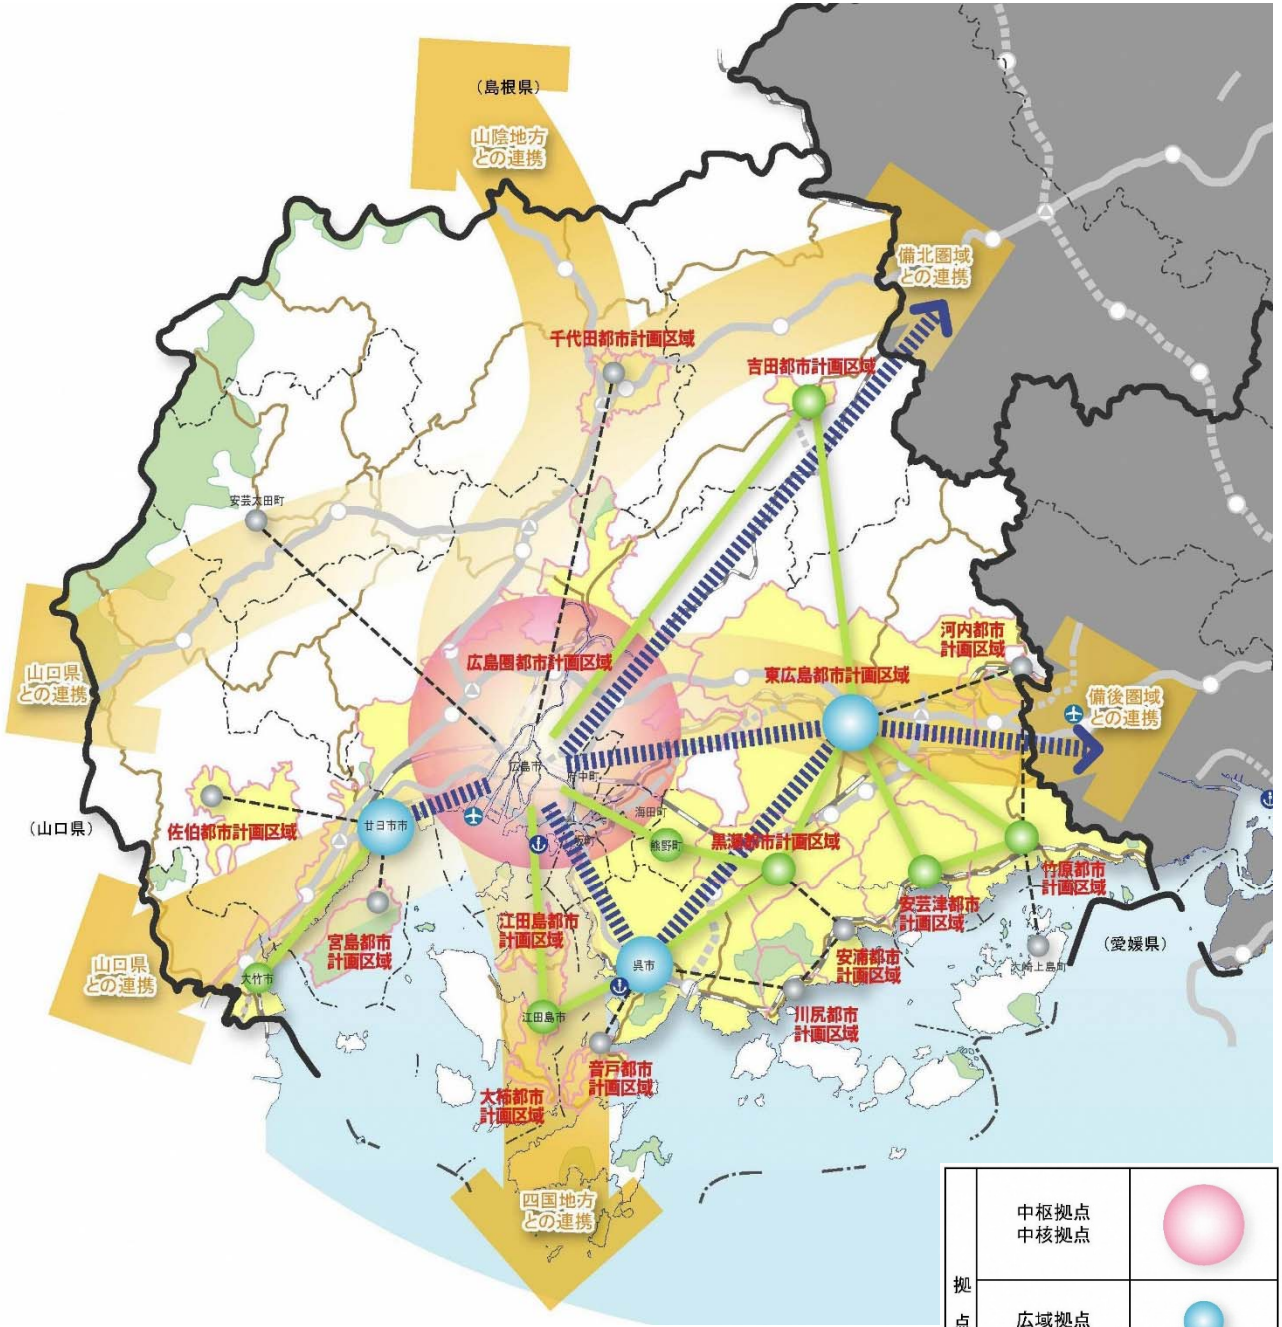 （島根県）
山陰地方
との連携
備北圏域
との連携
千代田都市計画区域
吉田都市計画区域
安芸太田町
河内都市
計画区域
広島圏都市計画区域
東広島都市計画区域
山口県
との連携
備後圏域
との連携
広島市
府中町
海田町
（山口県）
廿日市市
佐伯都市計画区域
坂町
熊野町
黒瀬都市計画区域
竹原都市
計画区域
安芸津都市
計画区域
江田島都市
計画区域
宮島都市
計画区域
（愛媛県）
安浦都市
計画区域
大崎上島町
呉市
山口県
との連携
大竹市
川尻都市
計画区域
江田島市
音戸都市
計画区域
大柿都市
計画区域
四国地方
との連携
中枢拠点
中核拠点
拠
点
広域拠点